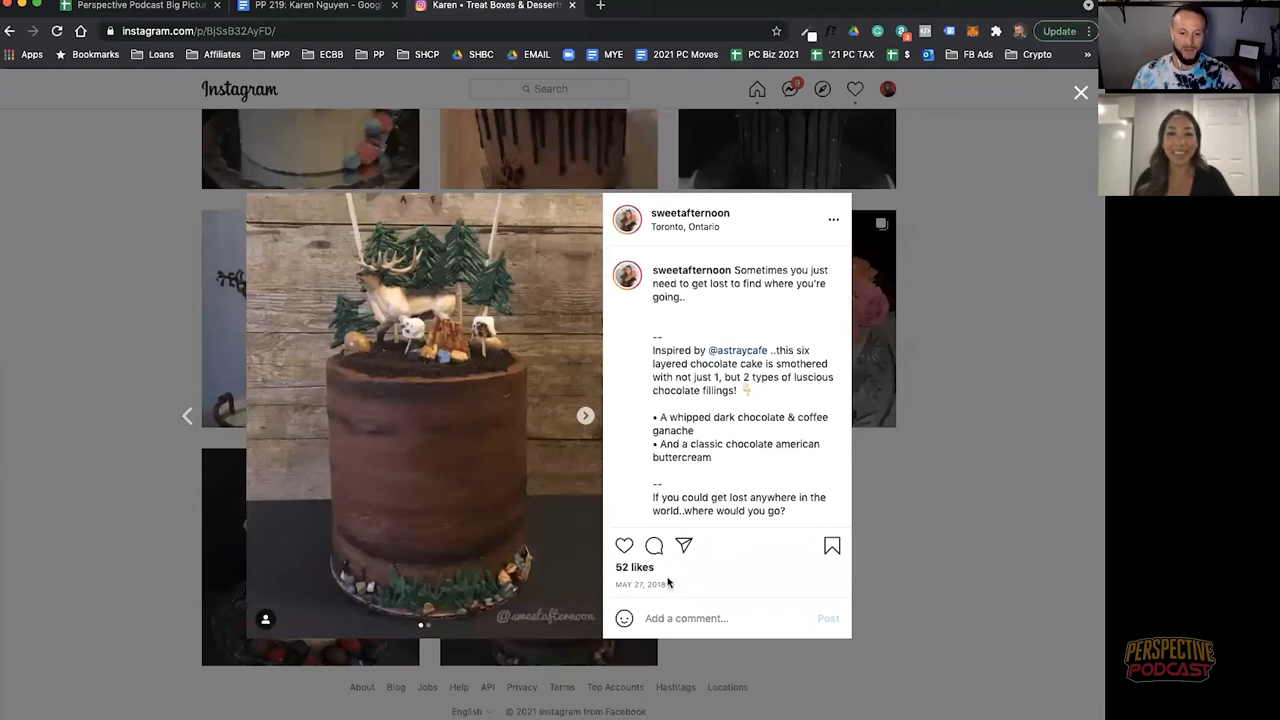 Perspective Podcast Big Pictur
PP 219: Karen Nguyen – Googl
Karen • Treat Boxes & Dessert
instagram.com/p/BjSsB32AyFD/
Update
Apps
Bookmarks
Loans
Affiliates
MPP
ECBB
PP
SHCP
SHBC
EMAIL
MYE
2021 PC Moves
PC Biz 2021
'21 PC TAX
$
FB Ads
Crypto
Instagram
Search
9
sweetafternoon
Toronto, Ontario
sweetafternoon Sometimes you just
need to get lost to find where you're
going..
--
Inspired by @astraycafe ..this six
layered chocolate cake is smothered
with not just 1, but 2 types of luscious
chocolate fillings! 👇🏻
• A whipped dark chocolate & coffee
ganache
• And a classic chocolate american
buttercream
--
If you could get lost anywhere in the
world..where would you go?
52 likes
MAY 27, 2018
Add a comment...
Post
@sweetafternoon
About
Blog
Jobs
Help
API
Privacy
Terms
Top Accounts
Hashtags
Locations
English
© 2021 Instagram from Facebook
PERSPECTIVE
PODCAST